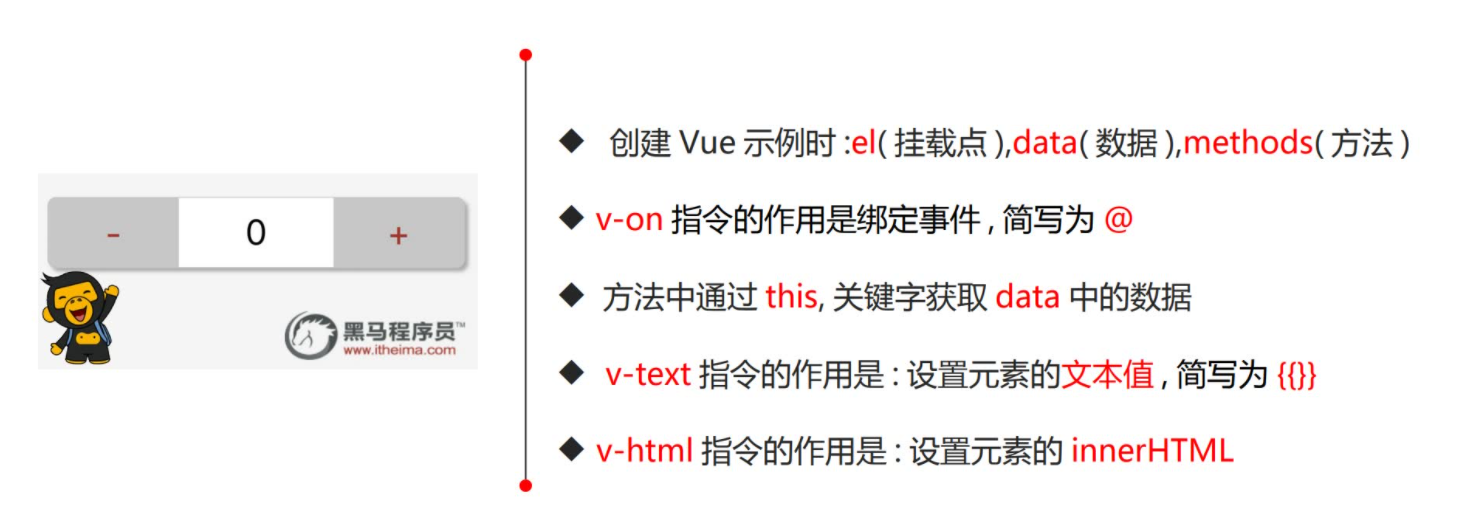 - 0 +
黑马程序员™
www.itheima.com
◆ 创建 Vue 示例时 :el( 挂载点 ),data( 数据 ),methods( 方法 )
◆ v-on 指令的作用是绑定事件 , 简写为 @
◆ 方法中通过 this, 关键字获取 data 中的数据
◆ v-text 指令的作用是 : 设置元素的文本值 , 简写为 {{}}
◆ v-html 指令的作用是 : 设置元素的 innerHTML